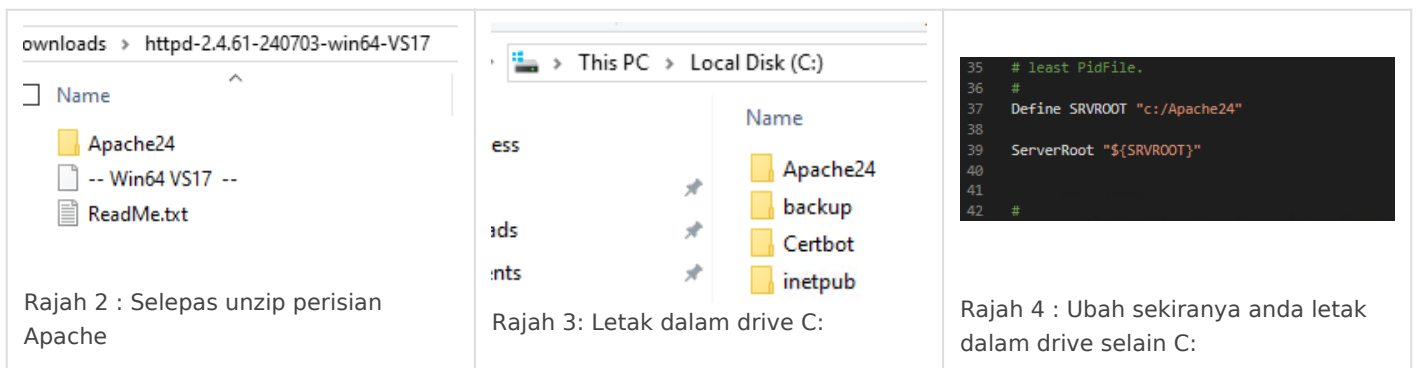 ownloads > httpd-2.4.61-240703-win64-VS17
Name
Apache24
-- Win64 VS17 --
ReadMe.txt
Rajah 2 : Selepas unzip perisian
Apache
> This PC > Local Disk (C:)
Name
ess
ads
ents
Apache24
backup
Certbot
inetpub
Rajah 3: Letak dalam drive C:
35 # least PidFile.
36 #
37 Define SRVROOT "c:/Apache24"
38
39 ServerRoot "${SRVROOT}"
40
41
42 #
Rajah 4 : Ubah sekiranya anda letak
dalam drive selain C: